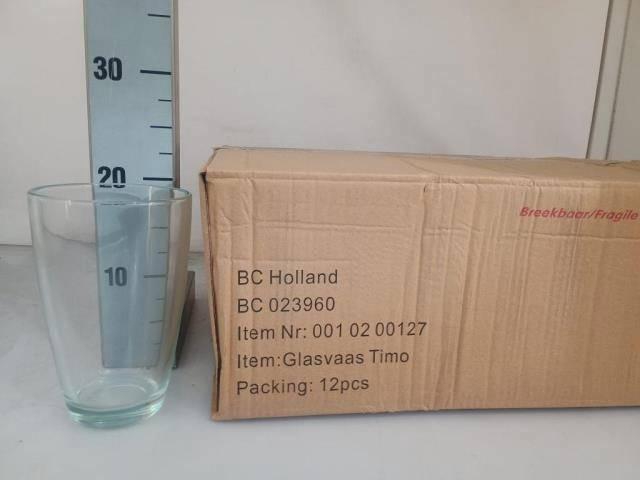 30
20
10
Breekbaar/Fragile
BC Holland
BC 023960
Item Nr: 001 02 00127
Item:Glasvaas Timo
Packing: 12pcs